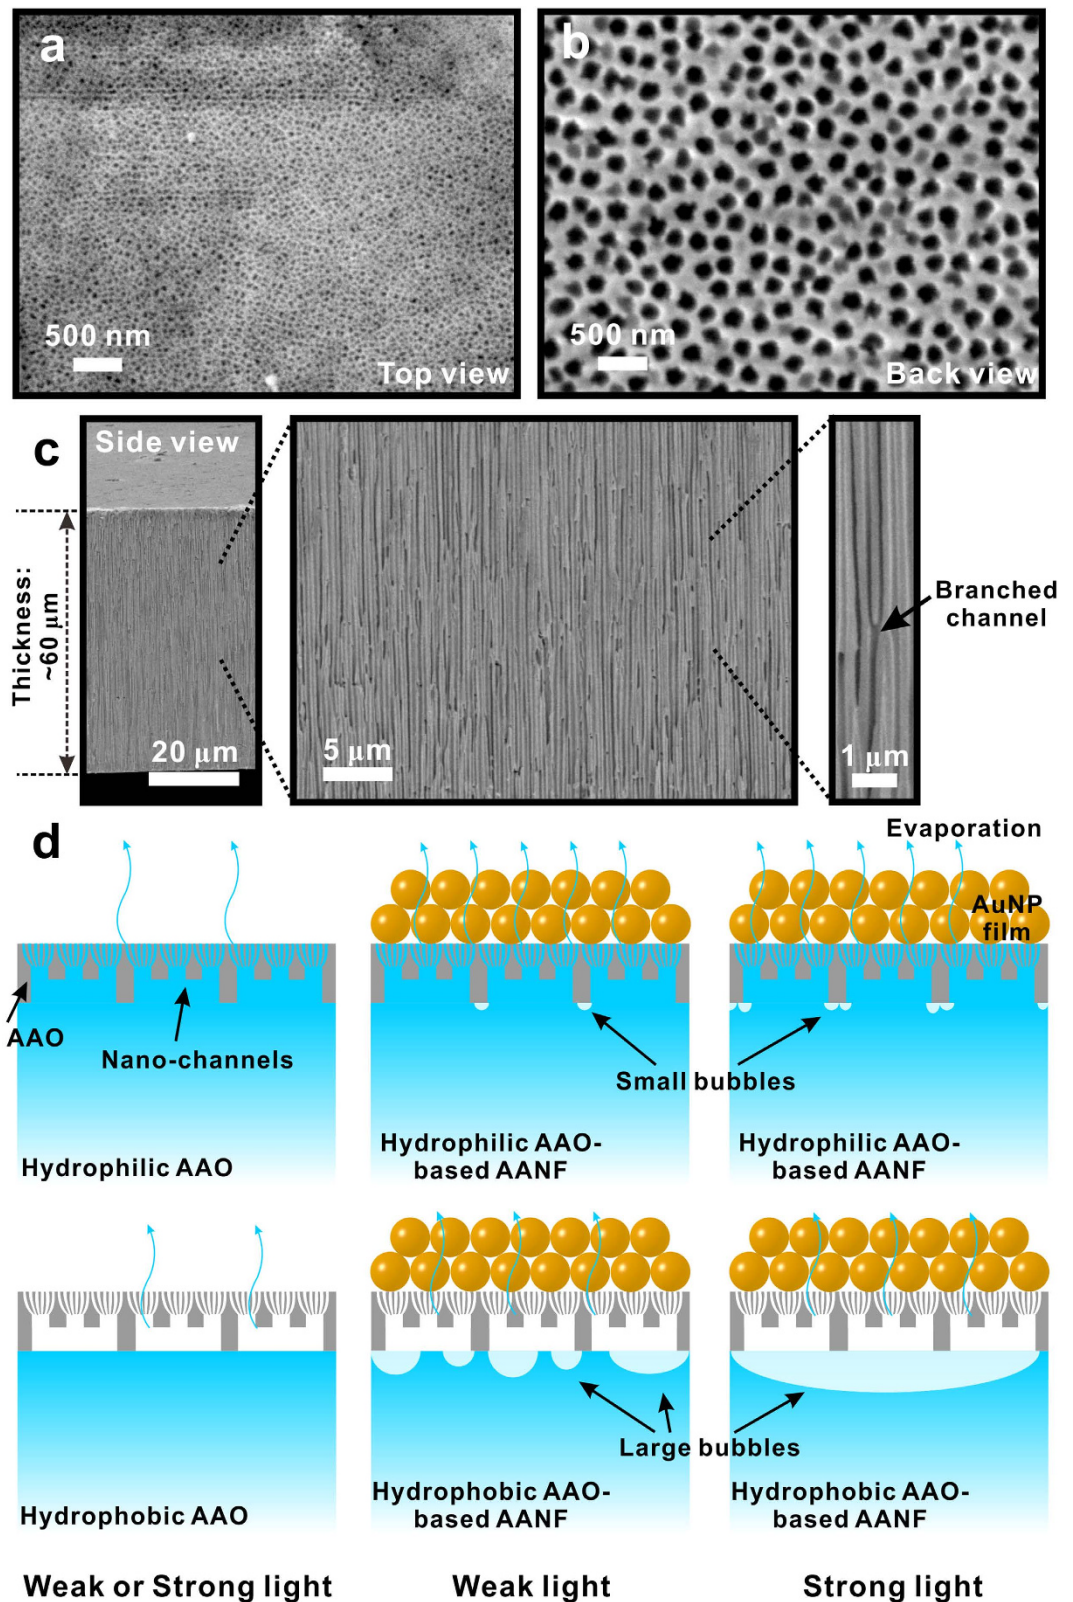 a
b
500 nm
Top view
500 nm
Back view
c
Side view
Thickness:
~60 μm
20 μm
5 μm
1 μm
Branched
channel
d
Evaporation
AuNP
film
AAO
Nano-channels
Small bubbles
Hydrophilic AAO
Hydrophilic AAO-
based AANF
Hydrophilic AAO-
based AANF
Large bubbles
Hydrophobic AAO
Hydrophobic AAO-
based AANF
Hydrophobic AAO-
based AANF
Weak or Strong light
Weak light
Strong light